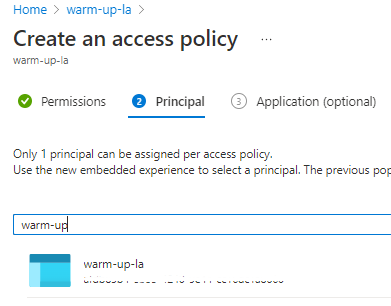 Home > warm-up-la >
Create an access policy ...
warm-up-la
Permissions 2 Principal 3 Application (optional)
Only 1 principal can be assigned per access policy.
Use the new embedded experience to select a principal. The previous pop
warm-up
warm-up-la